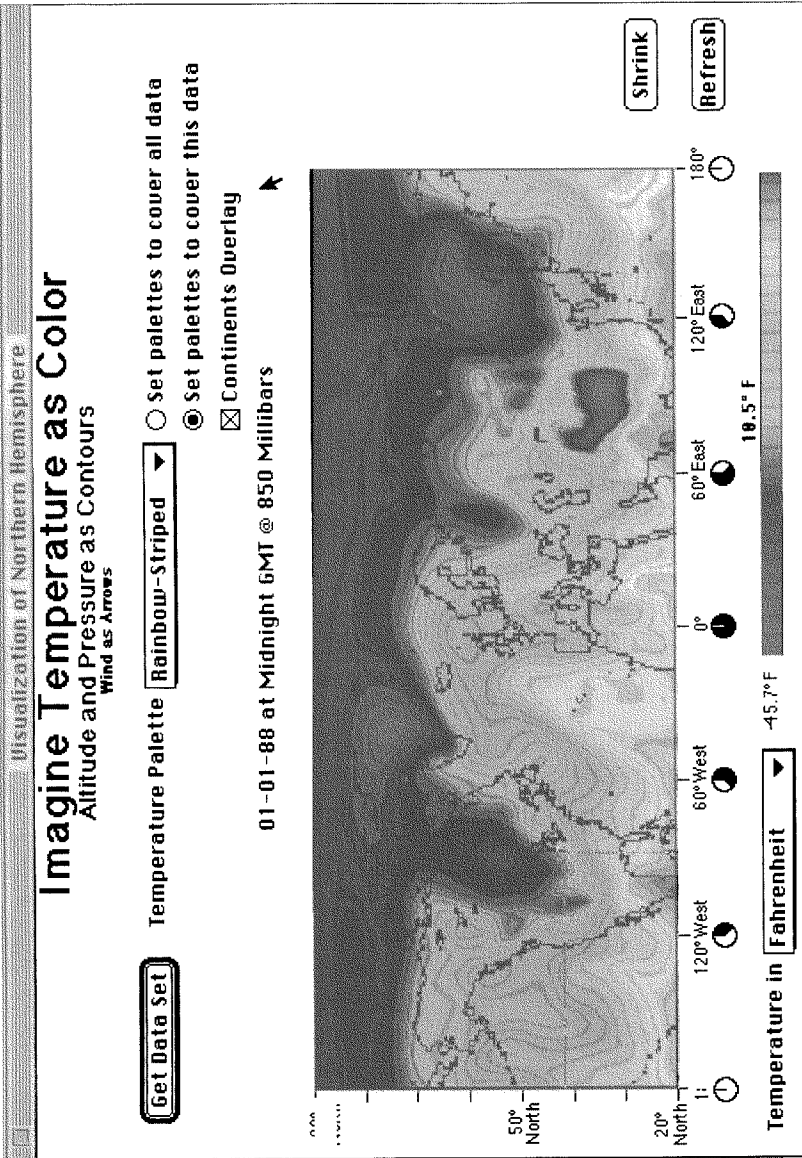 Visualization of Northern Hemisphere
Imagine Temperature as Color
Altitude and Pressure as Contours
Wind as Arrows
Get Data Set
Temperature Palette Rainbow-Striped
Set palettes to cover all data
Set palettes to cover this data
Continents Overlay
01-01-88 at Midnight GMT @ 850 Millibars
50°
North
20°
North
120° West
60° West
0°
60° East
120° East
180°
Shrink
Refresh
Temperature in Fahrenheit
-45.7° F
10.5° F